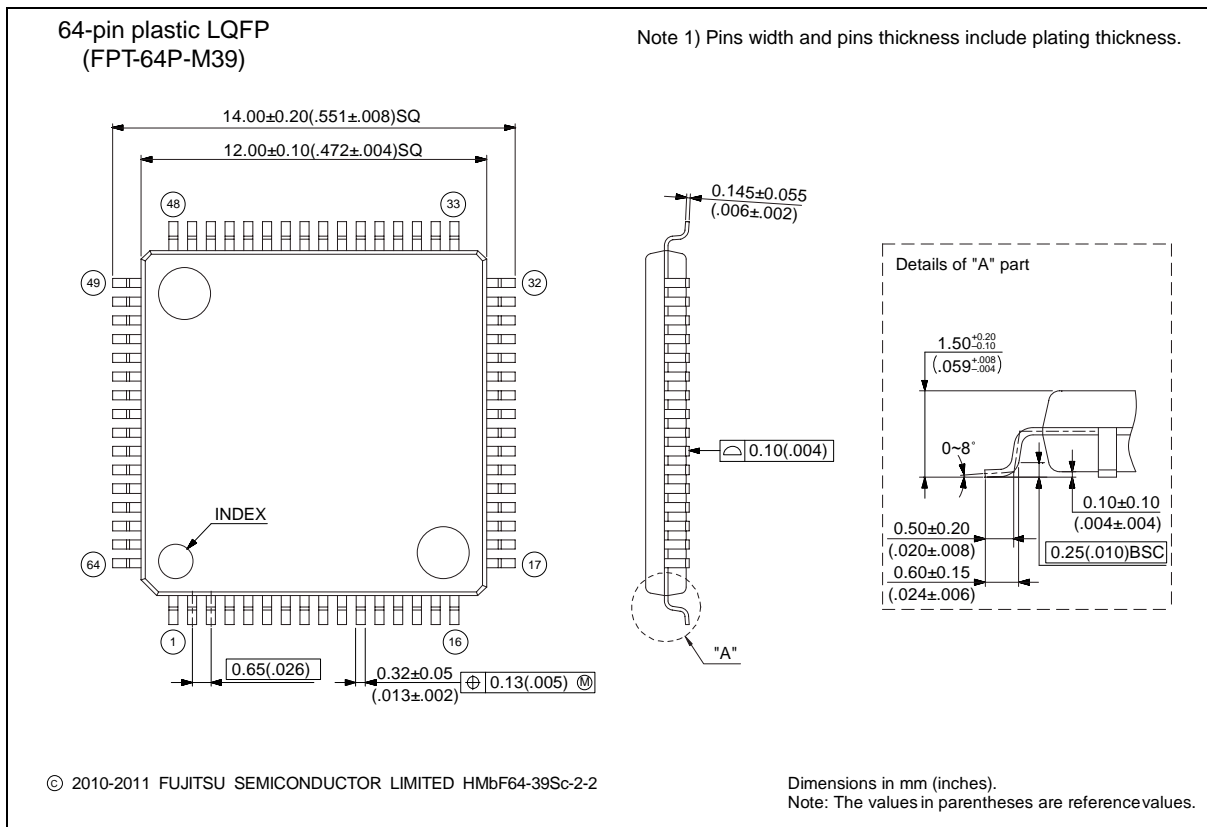 64-pin plastic LQFP
(FPT-64P-M39)
Note 1) Pins width and pins thickness include plating thickness.
14.00±0.20(.551±.008)SQ
12.00±0.10(.472±.004)SQ
48
33
49
32
INDEX
64
17
1
16
0.65(.026)
0.32±0.05
(.013±.002)
⌖ 0.13(.005) Ⓜ
0.145±0.055
(.006±.002)
⌓ 0.10(.004)
"A"
Details of "A" part
1.50+0.20−0.10
(.059+.008−.004)
0~8°
0.50±0.20
(.020±.008)
0.60±0.15
(.024±.006)
0.10±0.10
(.004±.004)
0.25(.010)BSC
© 2010-2011 FUJITSU SEMICONDUCTOR LIMITED HMbF64-39Sc-2-2
Dimensions in mm (inches).
Note: The values in parentheses are reference values.